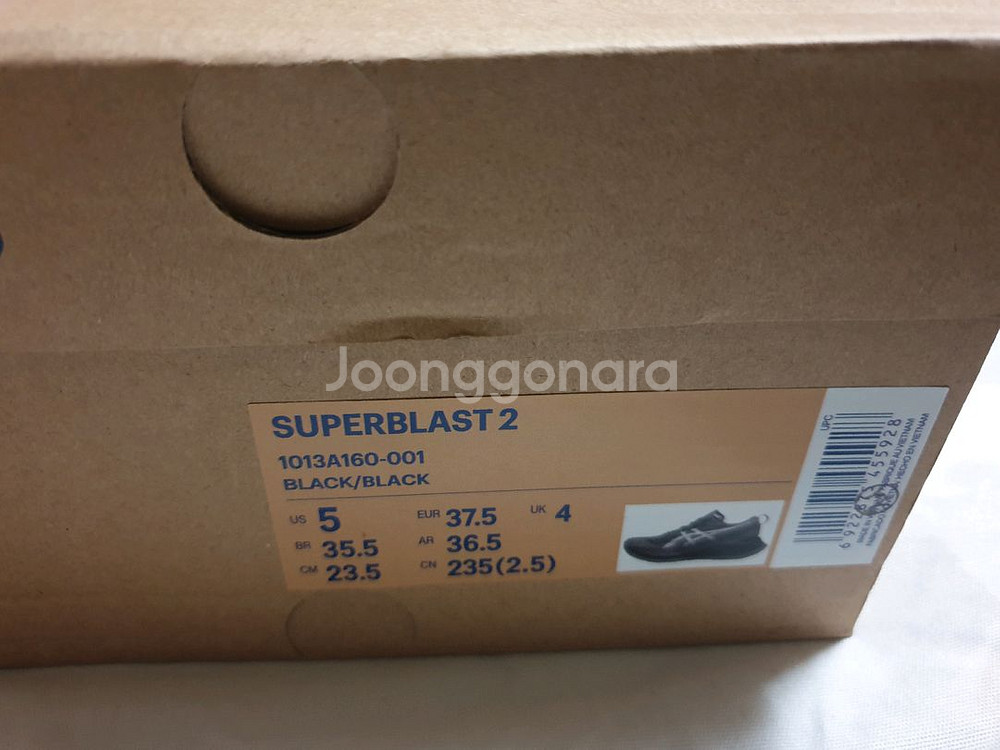 Joonggonara
SUPERBLAST 2
1013A160-001
BLACK/BLACK
US 5 EUR 37.5 UK 4
BR 35.5 AR 36.5
CM 23.5 CN 235(2.5)
UPC
455928